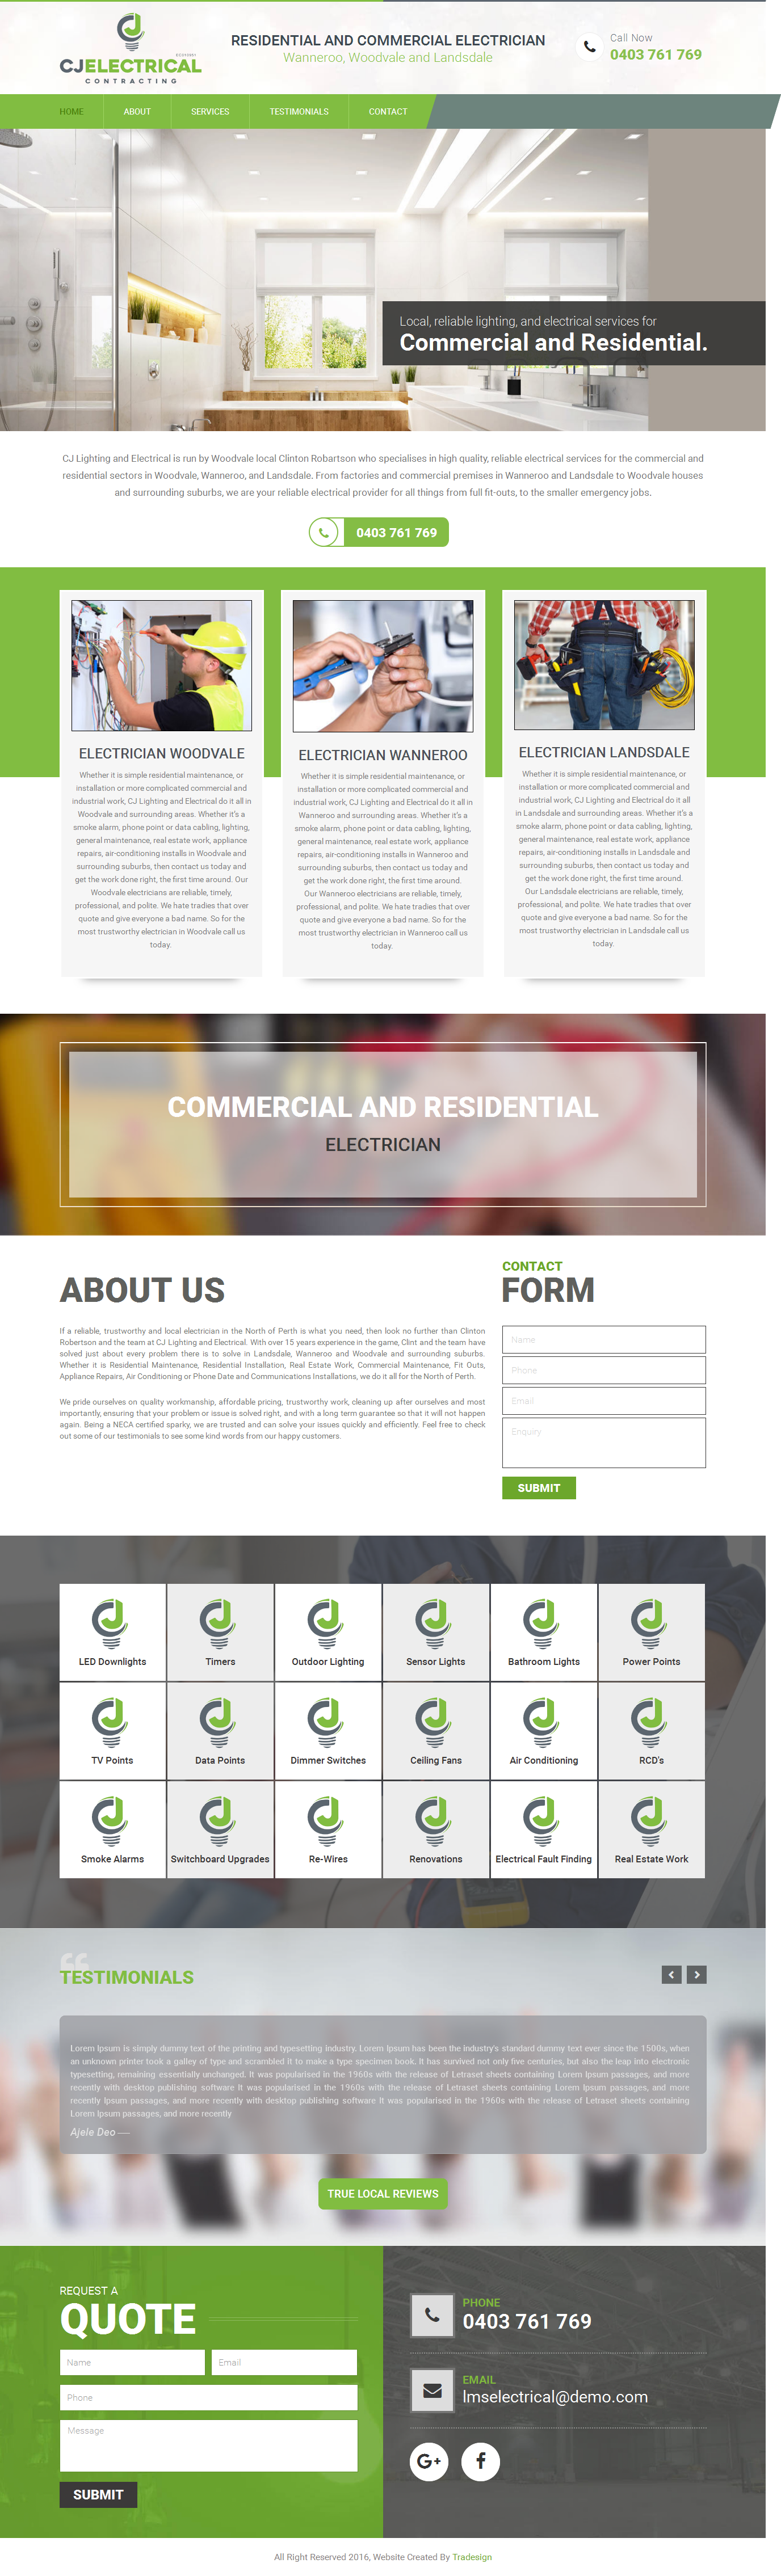 CJELECTRICAL
CONTRACTING
RESIDENTIAL AND COMMERCIAL ELECTRICIAN
Wanneroo, Woodvale and Landsdale
Call Now
0403 761 769
HOME
ABOUT
SERVICES
TESTIMONIALS
CONTACT
Local, reliable lighting, and electrical services for
Commercial and Residential.
CJ Lighting and Electrical is run by Woodvale local Clinton Robartson who specialises in high quality, reliable electrical services for the commercial and
residential sectors in Woodvale, Wanneroo, and Landsdale. From factories and commercial premises in Wanneroo and Landsdale to Woodvale houses
and surrounding suburbs, we are your reliable electrical provider for all things from full fit-outs, to the smaller emergency jobs.
0403 761 769
ELECTRICIAN WOODVALE
Whether it is simple residential maintenance, or
installation or more complicated commercial and
industrial work, CJ Lighting and Electrical do it all in
Woodvale and surrounding areas. Whether it's a
smoke alarm, phone point or data cabling, lighting,
general maintenance, real estate work, appliance
repairs, air-conditioning installs in Woodvale and
surrounding suburbs, then contact us today and
get the work done right, the first time around. Our
Woodvale electricians are reliable, timely,
professional, and polite. We hate tradies that over
quote and give everyone a bad name. So for the
most trustworthy electrician in Woodvale call us
today.
ELECTRICIAN WANNEROO
Whether it is simple residential maintenance, or
installation or more complicated commercial and
industrial work, CJ Lighting and Electrical do it all in
Wanneroo and surrounding areas. Whether it's a
smoke alarm, phone point or data cabling, lighting,
general maintenance, real estate work, appliance
repairs, air-conditioning installs in Wanneroo and
surrounding suburbs, then contact us today and
get the work done right, the first time around.
Our Wanneroo electricians are reliable, timely,
professional, and polite. We hate tradies that over
quote and give everyone a bad name. So for the
most trustworthy electrician in Wanneroo call us
today.
ELECTRICIAN LANDSDALE
Whether it is simple residential maintenance, or
installation or more complicated commercial and
industrial work, CJ Lighting and Electrical do it all
in Landsdale and surrounding areas. Whether it's a
smoke alarm, phone point or data cabling, lighting,
general maintenance, real estate work, appliance
repairs, air-conditioning installs in Landsdale and
surrounding suburbs, then contact us today and
get the work done right, the first time around.
Our Landsdale electricians are reliable, timely,
professional, and polite. We hate tradies that over
quote and give everyone a bad name. So for the
most trustworthy electrician in Landsdale call us
today.
COMMERCIAL AND RESIDENTIAL
ELECTRICIAN
ABOUT US
If a reliable, trustworthy and local electrician in the North of Perth is what you need, then look no further than Clinton
Robertson and the team at CJ Lighting and Electrical. With over 15 years experience in the game, Clint and the team have
solved just about every problem there is to solve in Landsdale, Wanneroo and Woodvale and surrounding suburbs.
Whether it is Residential Maintenance, Residential Installation, Real Estate Work, Commercial Maintenance, Fit Outs,
Appliance Repairs, Air Conditioning or Phone Date and Communications Installations, we do it all for the North of Perth.
We pride ourselves on quality workmanship, affordable pricing, trustworthy work, cleaning up after ourselves and most
importantly, ensuring that your problem or issue is solved right, and with a long term guarantee so that it will not happen
again. Being a NECA certified sparky, we are trusted and can solve your issues quickly and efficiently. Feel free to check
out some of our testimonials to see some kind words from our happy customers.
CONTACT
FORM
Name
Phone
Email
Enquiry
SUBMIT
LED Downlights
Timers
Outdoor Lighting
Sensor Lights
Bathroom Lights
Power Points
TV Points
Data Points
Dimmer Switches
Ceiling Fans
Air Conditioning
RCD's
Smoke Alarms
Switchboard Upgrades
Re-Wires
Renovations
Electrical Fault Finding
Real Estate Work
TESTIMONIALS
Lorem Ipsum is simply dummy text of the printing and typesetting industry. Lorem Ipsum has been the industry's standard dummy text ever since the 1500s, when
an unknown printer took a galley of type and scrambled it to make a type specimen book. It has survived not only five centuries, but also the leap into electronic
typesetting, remaining essentially unchanged. It was popularised in the 1960s with the release of Letraset sheets containing Lorem Ipsum passages, and more
recently with desktop publishing software It was popularised in the 1960s with the release of Letraset sheets containing Lorem Ipsum passages, and more
recently Ipsum passages, and more recently with desktop publishing software It was popularised in the 1960s with the release of Letraset sheets containing
Lorem Ipsum passages, and more recently
Ajele Deo
TRUE LOCAL REVIEWS
REQUEST A
QUOTE
Name
Email
Phone
Message
SUBMIT
PHONE
0403 761 769
EMAIL
lmselectrical@demo.com
G+
f
All Right Reserved 2016, Website Created By Tradesign